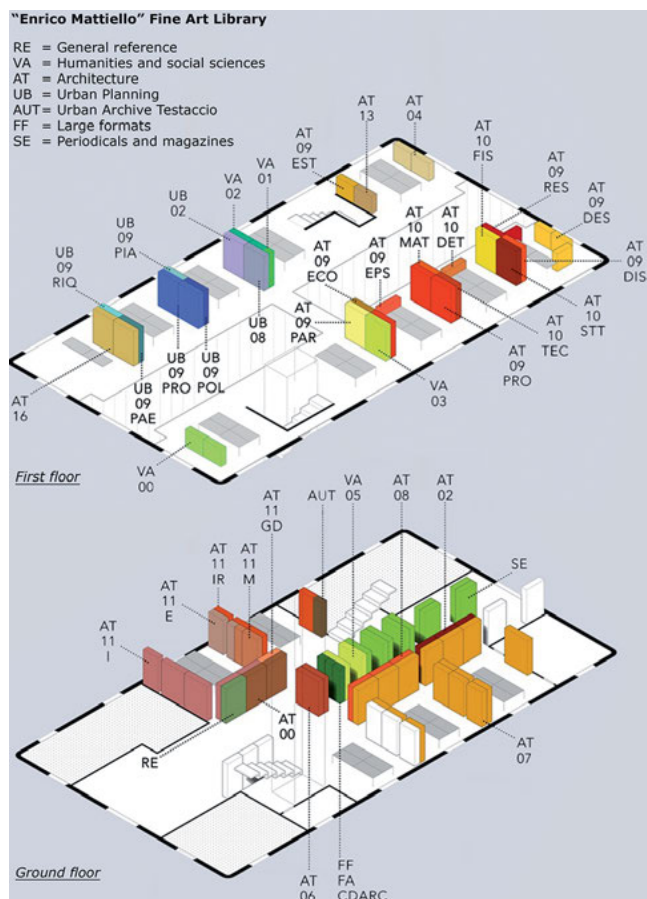 "Enrico Mattiello" Fine Art Library
RE = General reference
VA = Humanities and social sciences
AT = Architecture
UB = Urban Planning
AUT= Urban Archive Testaccio
FF = Large formats
SE = Periodicals and magazines
AT
04
AT
13
AT
09
EST
AT
10
FIS
AT
09
RES
AT
09
DES
VA
01
VA
02
UB
02
UB
09
PIA
UB
09
RIQ
AT
10
MAT
AT
10
DET
AT
09
ECO
AT
09
EPS
AT
09
DIS
AT
09
PAR
UB
08
AT
10
STT
AT
10
TEC
AT
09
PRO
VA
03
UB
09
PRO
UB
09
POL
UB
09
PAE
AT
16
VA
00
First floor
AT
11
GD
AUT
VA
05
AT
08
AT
02
SE
AT
11
IR
AT
11
M
AT
11
E
AT
11
I
AT
00
RE
AT
07
AT
06
FF
FA
CDARC
Ground floor